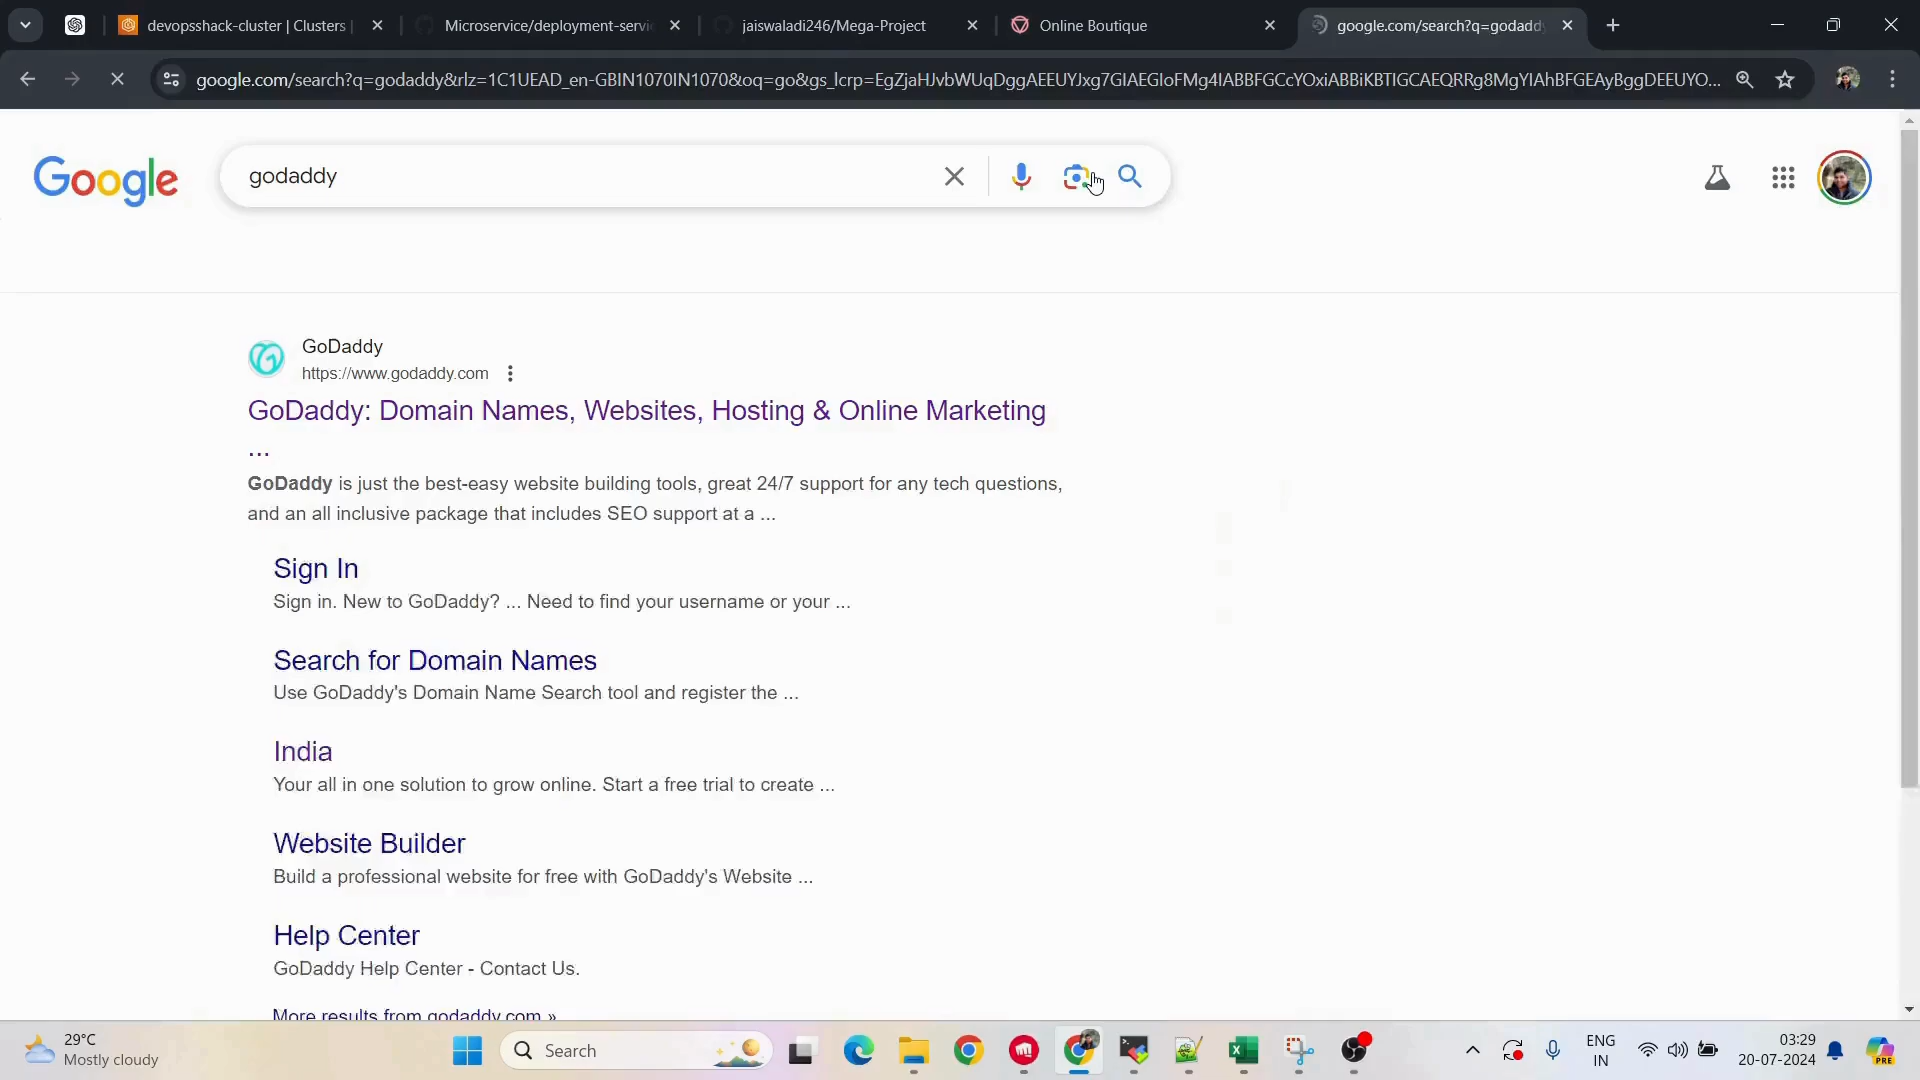 devopsshack-cluster | Clusters |
Microservice/deployment-servi
jaiswaladi246/Mega-Project
Online Boutique
google.com/search?q=godaddy
google.com/search?q=godaddy&rlz=1C1UEAD_en-GBIN1070IN1070&oq=go&gs_lcrp=EgZjaHJvbWUqDggAEEUYJxg7GIAEGIoFMg4IABBFGCcYOxiABBiKBTIGCAEQRRg8MgYIAhBFGEAyBggDEEUYO...
Google
godaddy
GoDaddy
https://www.godaddy.com
GoDaddy: Domain Names, Websites, Hosting & Online Marketing
...
GoDaddy is just the best-easy website building tools, great 24/7 support for any tech questions,
and an all inclusive package that includes SEO support at a ...
Sign In
Sign in. New to GoDaddy? ... Need to find your username or your ...
Search for Domain Names
Use GoDaddy's Domain Name Search tool and register the ...
India
Your all in one solution to grow online. Start a free trial to create ...
Website Builder
Build a professional website for free with GoDaddy's Website ...
Help Center
GoDaddy Help Center - Contact Us.
More results from godaddy.com »
29°C
Mostly cloudy
Search
ENG
IN
03:29
20-07-2024
PRE